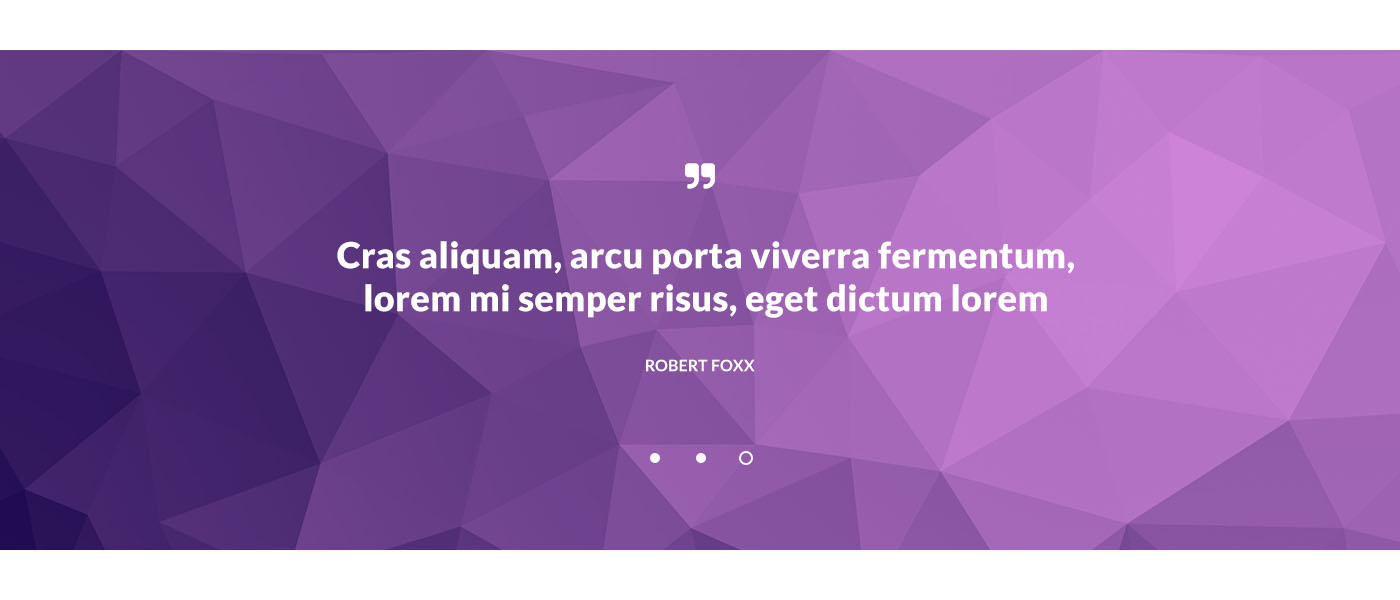 ❞
Cras aliquam, arcu porta viverra fermentum,
lorem mi semper risus, eget dictum lorem
ROBERT FOXX